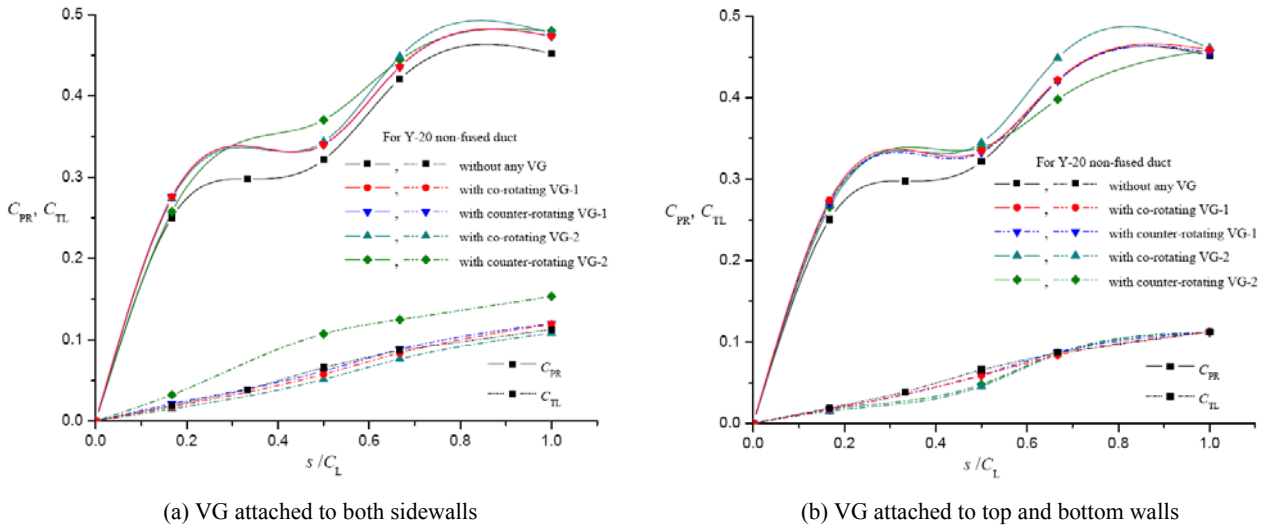 0.5
0.4
0.3
0.2
0.1
0.0
C_PR, C_TL
0.0 0.2 0.4 0.6 0.8 1.0
s /C_L
For Y-20 non-fused duct
, without any VG
, with co-rotating VG-1
, with counter-rotating VG-1
, with co-rotating VG-2
, with counter-rotating VG-2
C_PR
C_TL
(a) VG attached to both sidewalls
0.5
0.4
0.3
0.2
0.1
0.0
C_PR, C_TL
0.0 0.2 0.4 0.6 0.8 1.0
s /C_L
For Y-20 non-fused duct
, without any VG
, with co-rotating VG-1
, with counter-rotating VG-1
, with co-rotating VG-2
, with counter-rotating VG-2
C_PR
C_TL
(b) VG attached to top and bottom walls